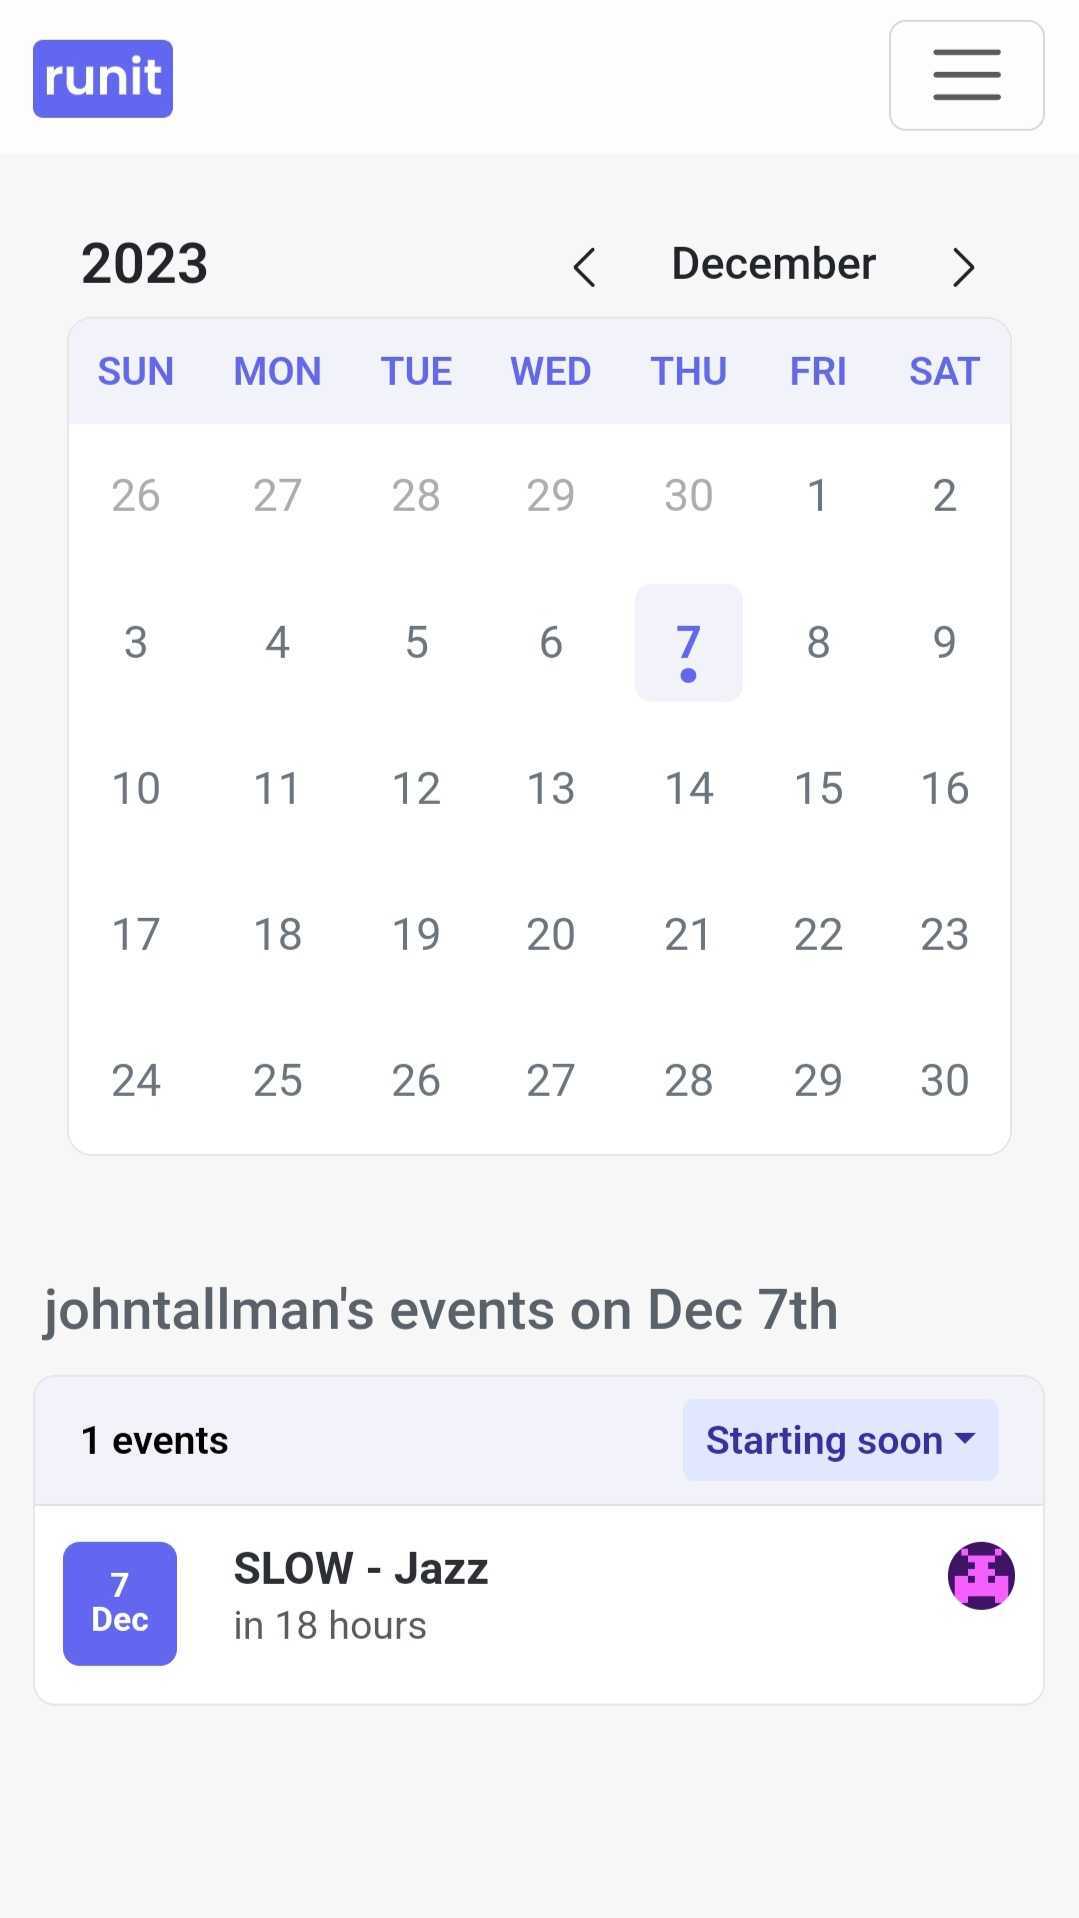 runit
2023 December
SUN MON TUE WED THU FRI SAT
26 27 28 29 30 1 2
3 4 5 6 7 8 9
10 11 12 13 14 15 16
17 18 19 20 21 22 23
24 25 26 27 28 29 30
johntallman's events on Dec 7th
1 events Starting soon
7
Dec
SLOW - Jazz
in 18 hours